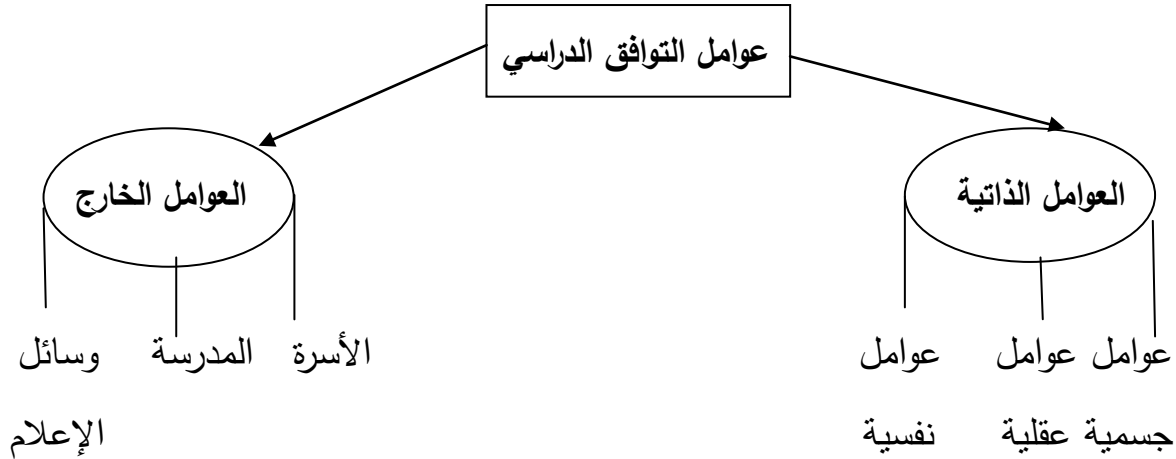 عوامل التوافق الدراسي
العوامل الذاتية
العوامل الخارج
عوامل
جسمية
عوامل
عقلية
عوامل
نفسية
الأسرة
المدرسة
وسائل
الإعلام